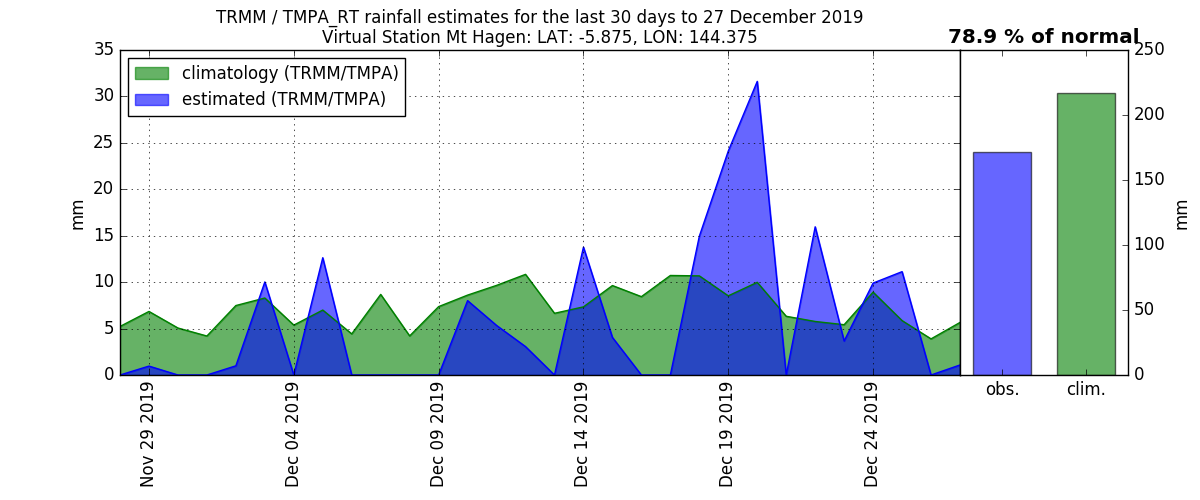 TRMM / TMPA_RT rainfall estimates for the last 30 days to 27 December 2019
Virtual Station Mt Hagen: LAT: -5.875, LON: 144.375
78.9 % of normal
climatology (TRMM/TMPA)
estimated (TRMM/TMPA)
35
30
25
20
15
10
5
0
mm
Nov 29 2019
Dec 04 2019
Dec 09 2019
Dec 14 2019
Dec 19 2019
Dec 24 2019
250
200
150
100
50
0
mm
obs.
clim.